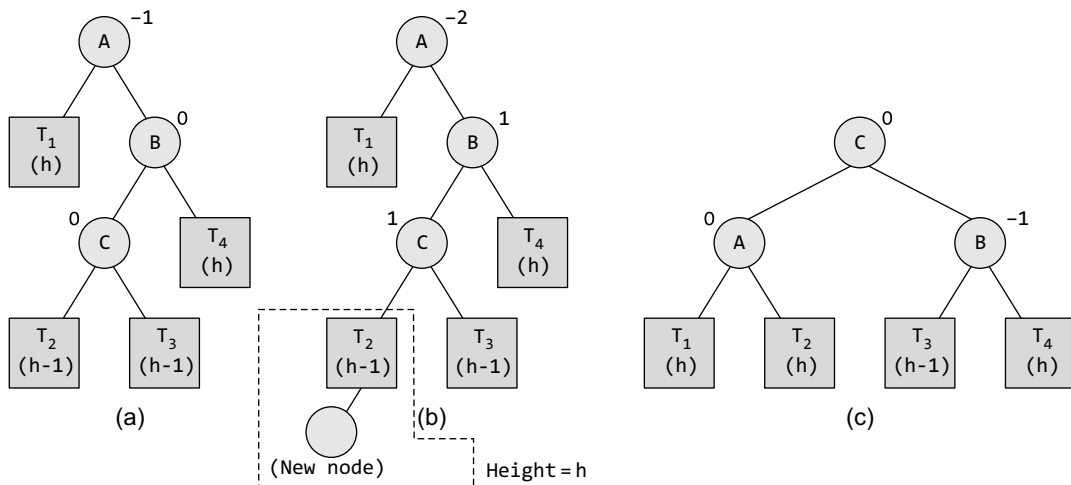 A −1
T₁ (h)
B 0
0 C
T₄ (h)
T₂ (h-1)
T₃ (h-1)
(a)
A −2
T₁ (h)
B 1
1 C
T₄ (h)
T₂ (h-1)
T₃ (h-1)
(New node)
(b)
Height = h
C 0
0 A
B −1
T₁ (h)
T₂ (h)
T₃ (h-1)
T₄ (h)
(c)